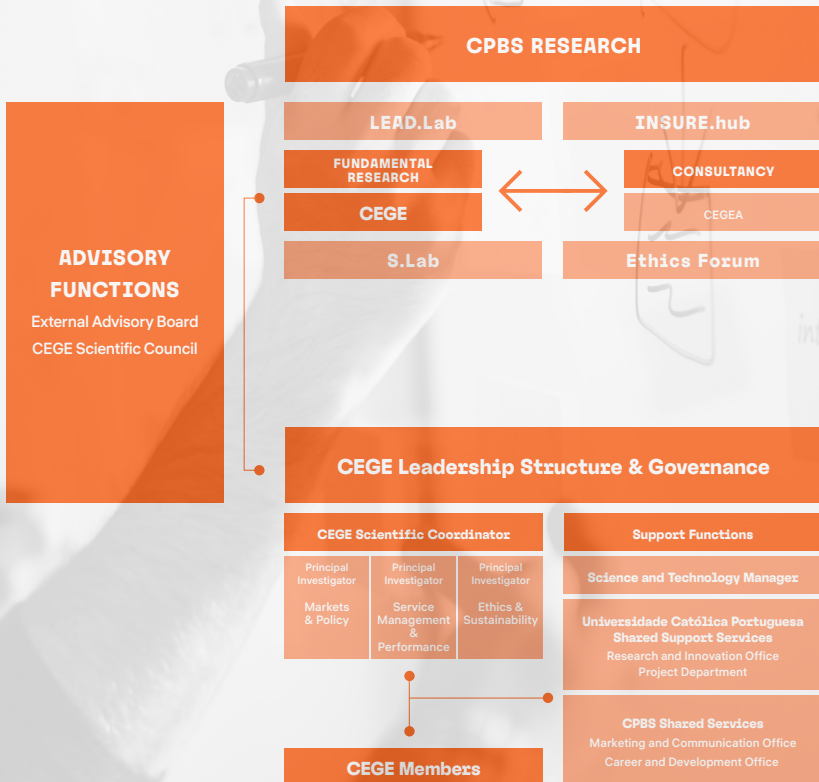 CPBS RESEARCH
LEAD.Lab
INSURE.hub
FUNDAMENTAL
RESEARCH
CONSULTANCY
CEGE
CEGEA
S.Lab
Ethics Forum
ADVISORY
FUNCTIONS
External Advisory Board
CEGE Scientific Council
CEGE Leadership Structure & Governance
CEGE Scientific Coordinator
Principal
Investigator
Markets
& Policy
Principal
Investigator
Service
Management
&
Performance
Principal
Investigator
Ethics &
Sustainability
Support Functions
Science and Technology Manager
Universidade Católica Portuguesa
Shared Support Services
Research and Innovation Office
Project Department
CPBS Shared Services
Marketing and Communication Office
Career and Development Office
CEGE Members